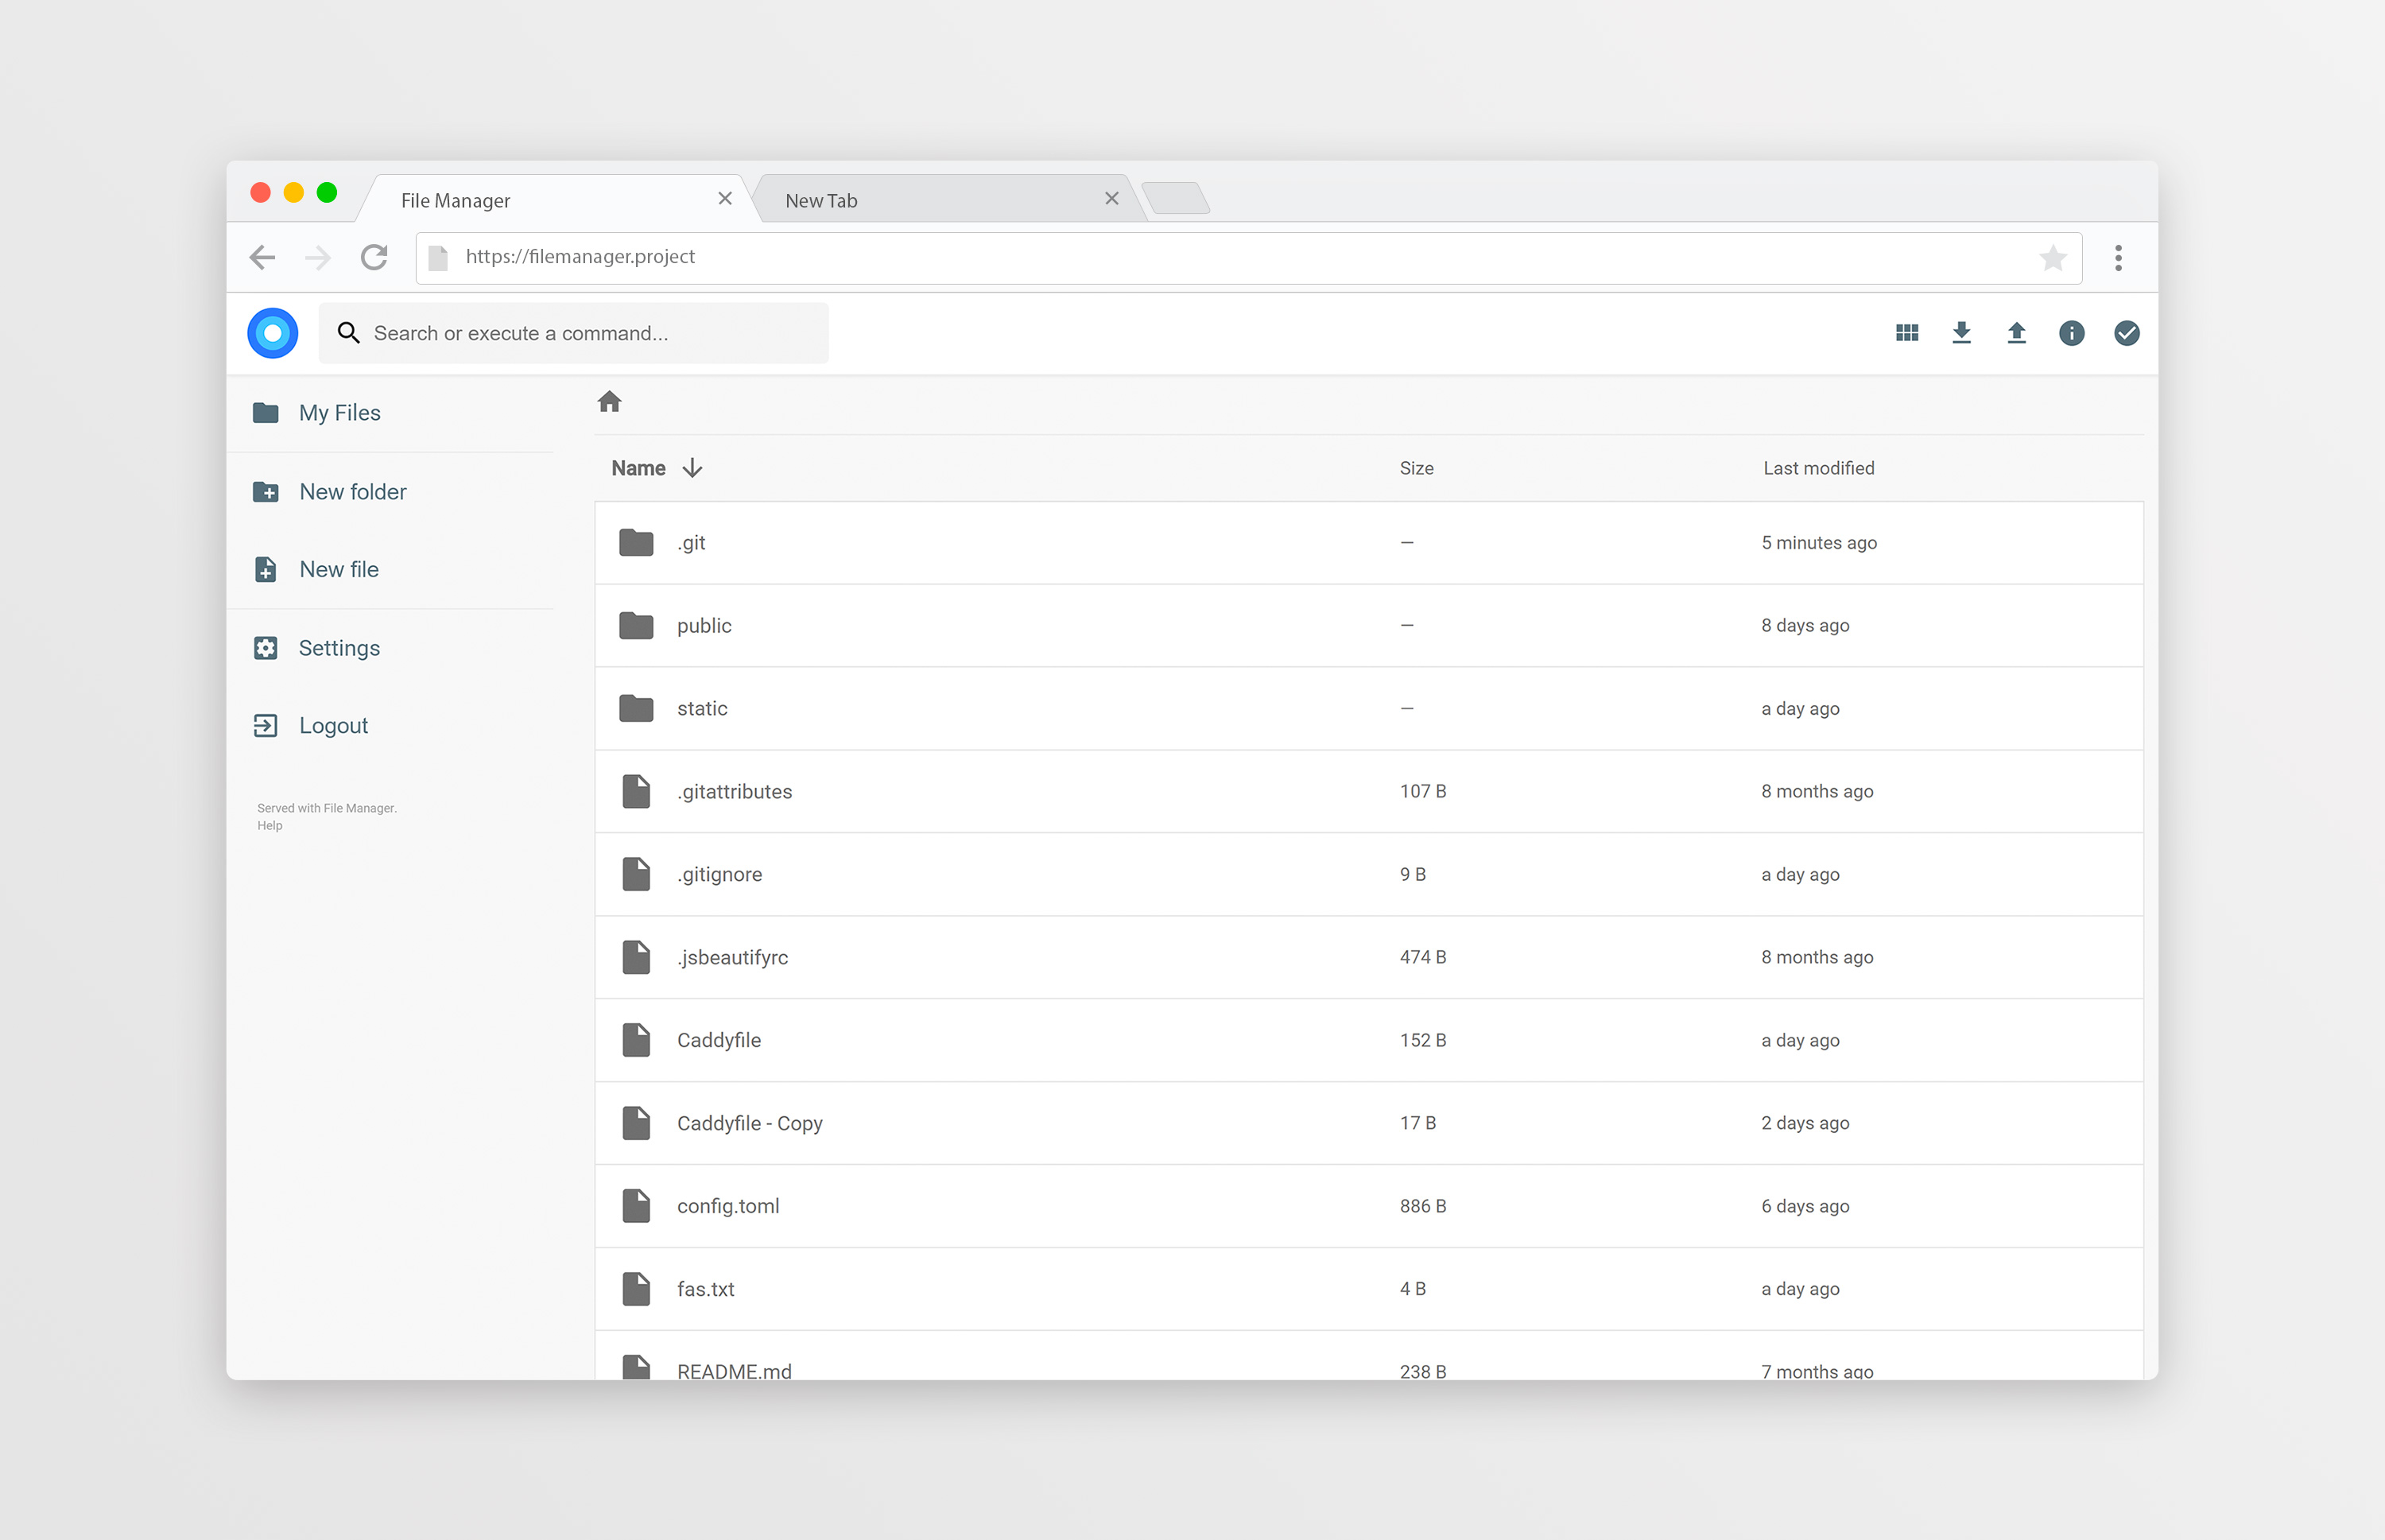 File Manager
New Tab
https://filemanager.project
Search or execute a command...
My Files
New folder
New file
Settings
Logout
Served with File Manager.
Help
Name Size Last modified
.git — 5 minutes ago
public — 8 days ago
static — a day ago
.gitattributes 107 B 8 months ago
.gitignore 9 B a day ago
.jsbeautifyrc 474 B 8 months ago
Caddyfile 152 B a day ago
Caddyfile - Copy 17 B 2 days ago
config.toml 886 B 6 days ago
fas.txt 4 B a day ago
README.md 238 B 7 months ago